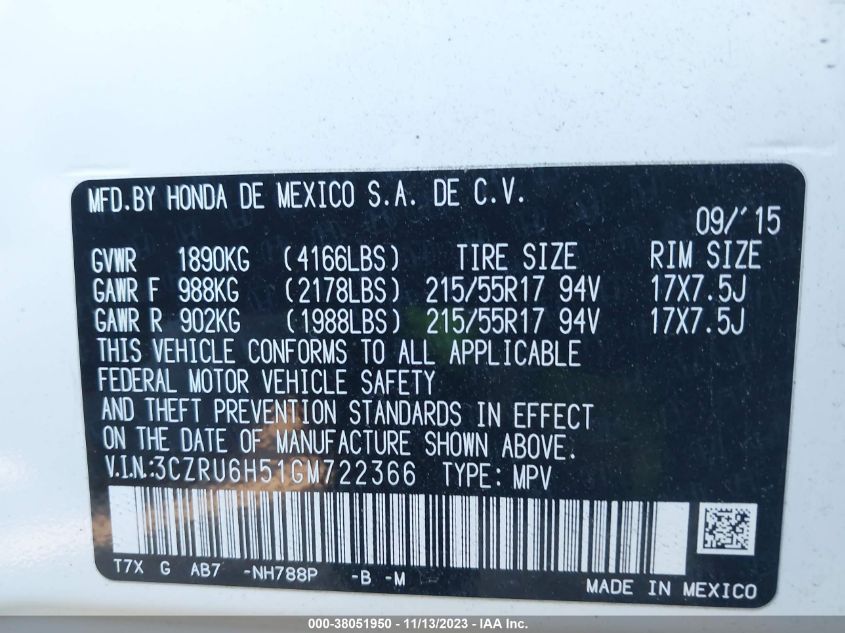 MFD.BY HONDA DE MEXICO S.A. DE C.V.
09/'15
GVWR 1890KG (4166LBS) TIRE SIZE RIM SIZE
GAWR F 988KG (2178LBS) 215/55R17 94V 17X7.5J
GAWR R 902KG (1988LBS) 215/55R17 94V 17X7.5J
THIS VEHICLE CONFORMS TO ALL APPLICABLE
FEDERAL MOTOR VEHICLE SAFETY
AND THEFT PREVENTION STANDARDS IN EFFECT
ON THE DATE OF MANUFACTURE SHOWN ABOVE.
V.I.N.:3CZRU6H51GM722366 TYPE: MPV
T7X G AB7 -NH788P -B -M
MADE IN MEXICO
000-38051950 - 11/13/2023 - IAA Inc.